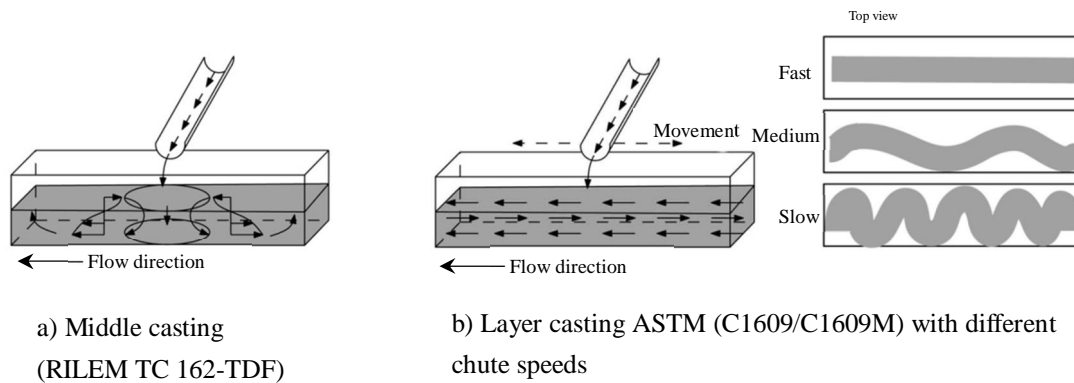 Top view
Fast
Movement
Medium
Slow
Flow direction
Flow direction
a) Middle casting
(RILEM TC 162-TDF)
b) Layer casting ASTM (C1609/C1609M) with different
chute speeds